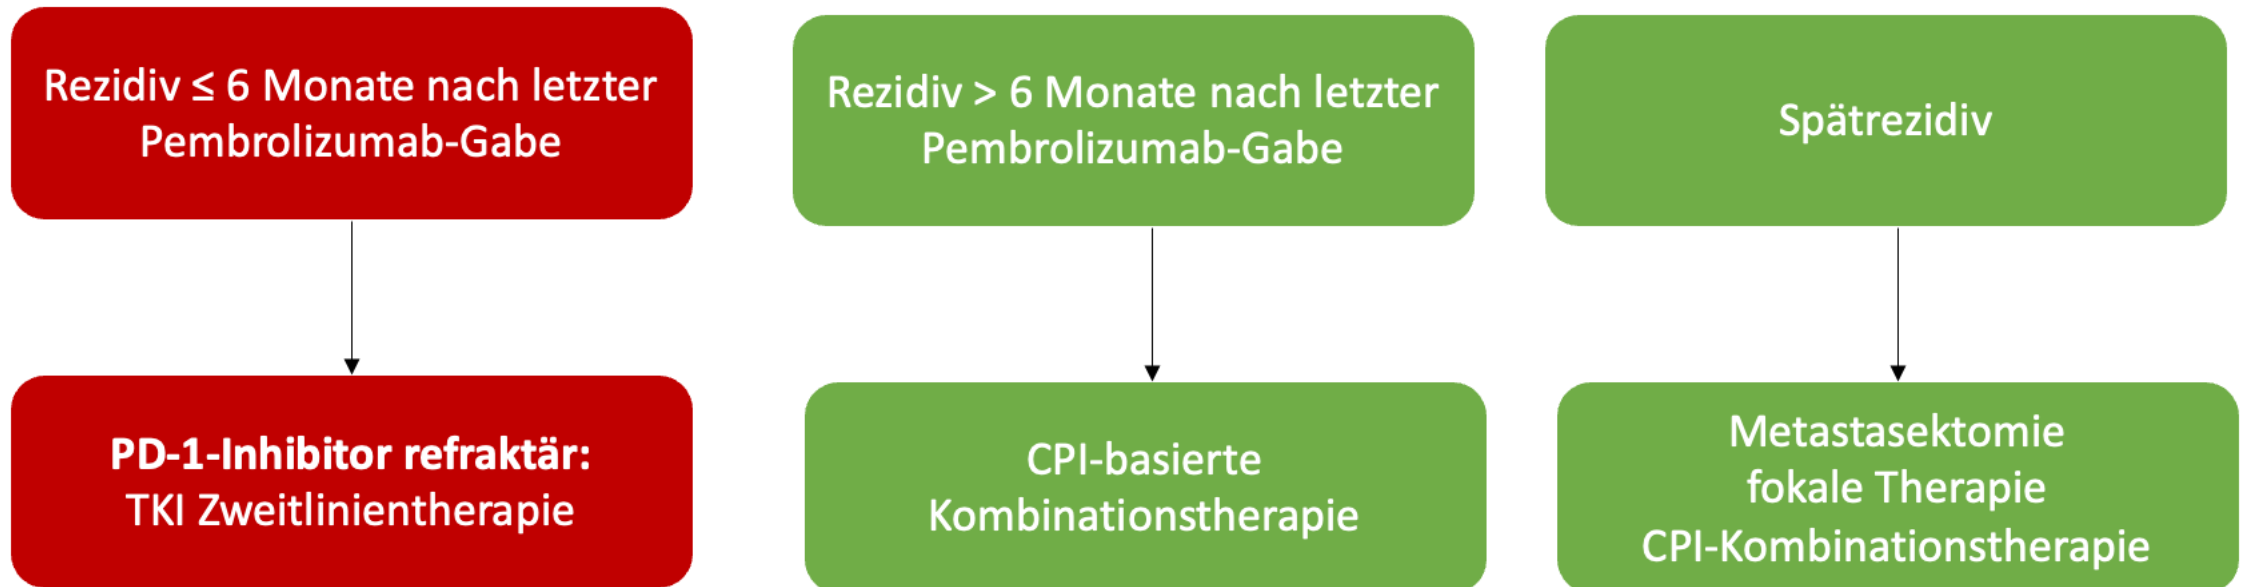 Rezidiv ≤ 6 Monate nach letzter
Pembrolizumab-Gabe
Rezidiv > 6 Monate nach letzter
Pembrolizumab-Gabe
Spätrezidiv
PD-1-Inhibitor refraktär:
TKI Zweitlinientherapie
CPI-basierte
Kombinationstherapie
Metastasektomie
fokale Therapie
CPI-Kombinationstherapie